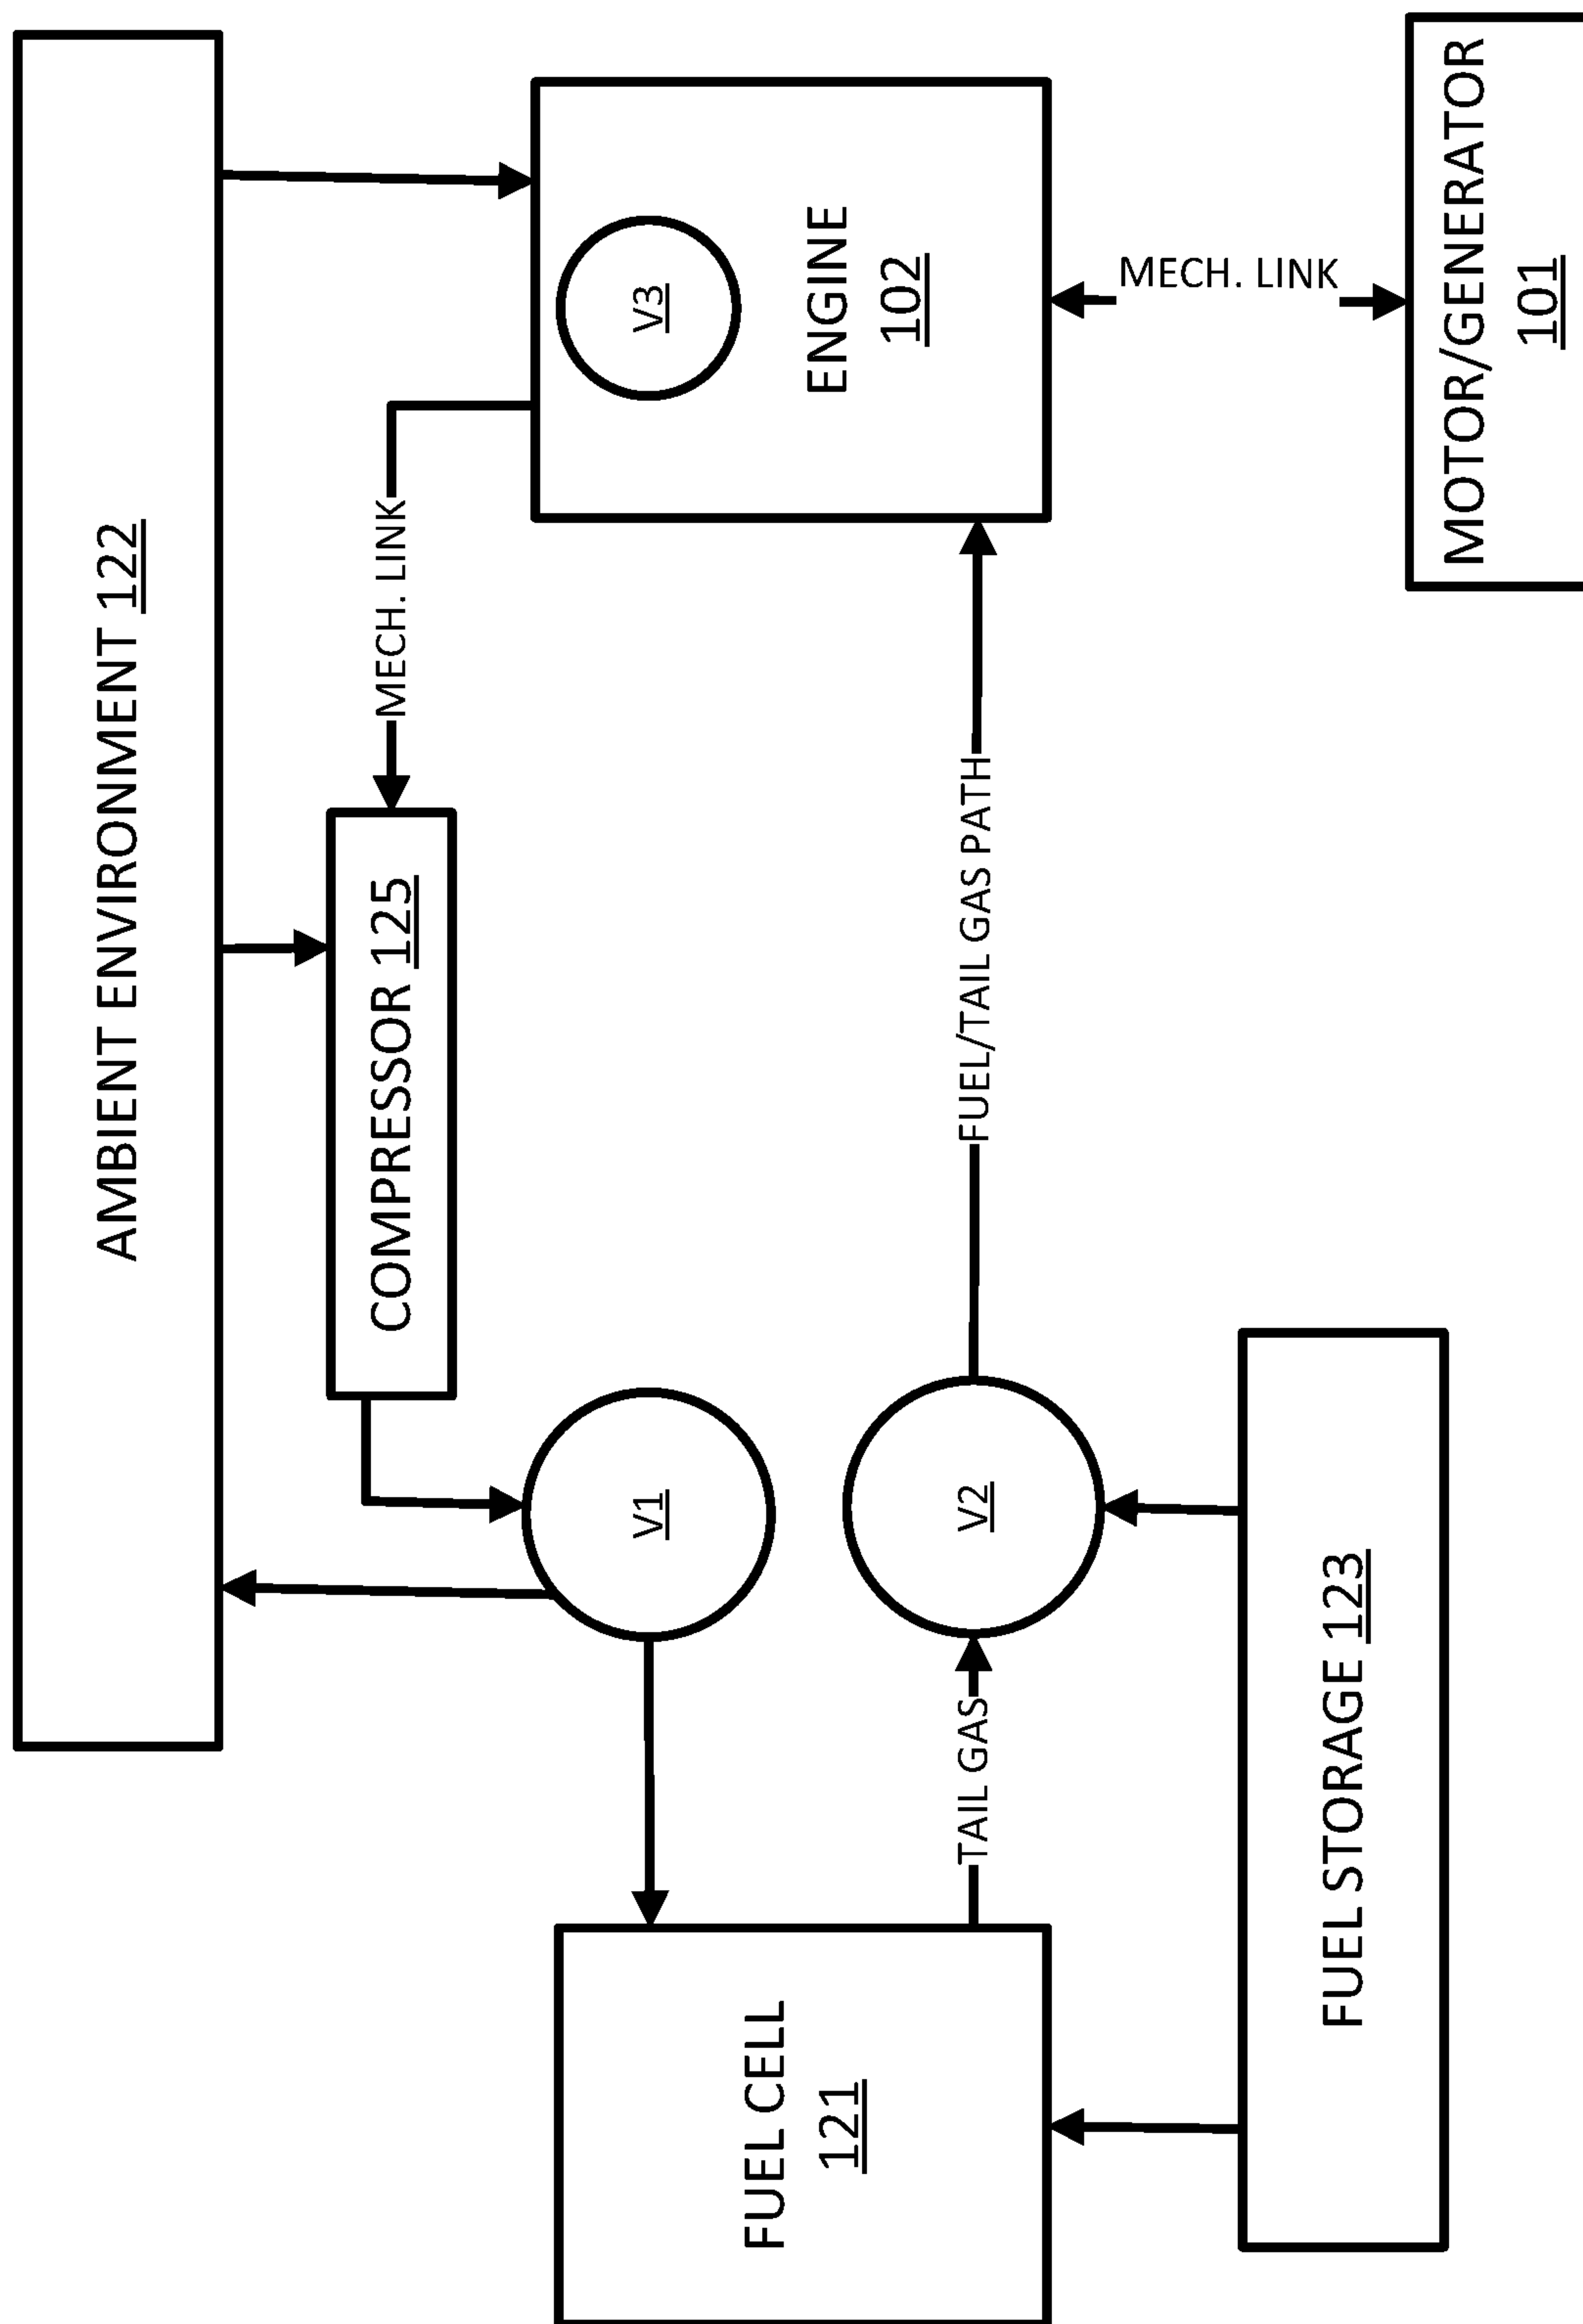 AMBIENT ENVIRONMENT 122
COMPRESSOR 125
MECH. LINK
V1
V3
FUEL CELL
121
ENGINE
102
TAIL GAS
V2
FUEL/TAIL GAS PATH
MECH. LINK
FUEL STORAGE 123
MOTOR/GENERATOR
101